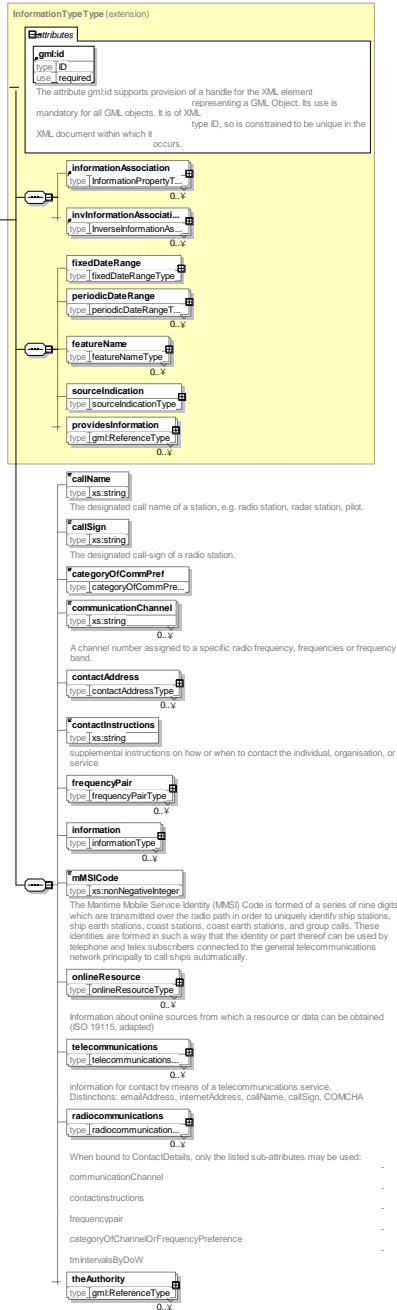 InformationTypeType (extension)
attributes
gml:id
type ID
use required
The attribute gml:id supports provision of a handle for the XML element
representing a GML Object. Its use is
mandatory for all GML objects. It is of XML
type ID, so is constrained to be unique in the
XML document within which it
occurs.
informationAssociation
type InformationPropertyT...
0..¥
invInformationAssociati...
type InverseInformationAs...
0..¥
fixedDateRange
type fixedDateRangeType
periodicDateRange
type periodicDateRangeT...
0..¥
featureName
type featureNameType
0..¥
sourceIndication
type sourceIndicationType
providesInformation
type gml:ReferenceType
0..¥
callName
type xs:string
The designated call name of a station, e.g. radio station, radar station, pilot.
callSign
type xs:string
The designated call-sign of a radio station.
categoryOfCommPref
type categoryOfCommPre...
communicationChannel
type xs:string
0..¥
A channel number assigned to a specific radio frequency, frequencies or frequency
band.
contactAddress
type contactAddressType
0..¥
contactInstructions
type xs:string
supplemental instructions on how or when to contact the individual, organisation, or
service
frequencyPair
type frequencyPairType
0..¥
information
type informationType
0..¥
mMSICode
type xs:nonNegativeInteger
The Maritime Mobile Service Identity (MMSI) Code is formed of a series of nine digits
which are transmitted over the radio path in order to uniquely identify ship stations,
ship earth stations, coast stations, coast earth stations, and group calls. These
identities are formed in such a way that the identity or part thereof can be used by
telephone and telex subscribers connected to the general telecommunications
network principally to call ships automatically.
onlineResource
type onlineResourceType
0..¥
Information about online sources from which a resource or data can be obtained
(ISO 19115, adapted)
telecommunications
type telecommunications...
0..¥
information for contact by means of a telecommunications service.
Distinctions: emailAddress, internetAddress, callName, callSign, COMCHA
radiocommunications
type radiocommunication...
0..¥
When bound to ContactDetails, only the listed sub-attributes may be used:
-
communicationChannel
-
contactinstructions
-
frequencypair
-
categoryOfChannelOrFrequencyPreference
-
tmIntervalsByDoW
theAuthority
type gml:ReferenceType
0..¥